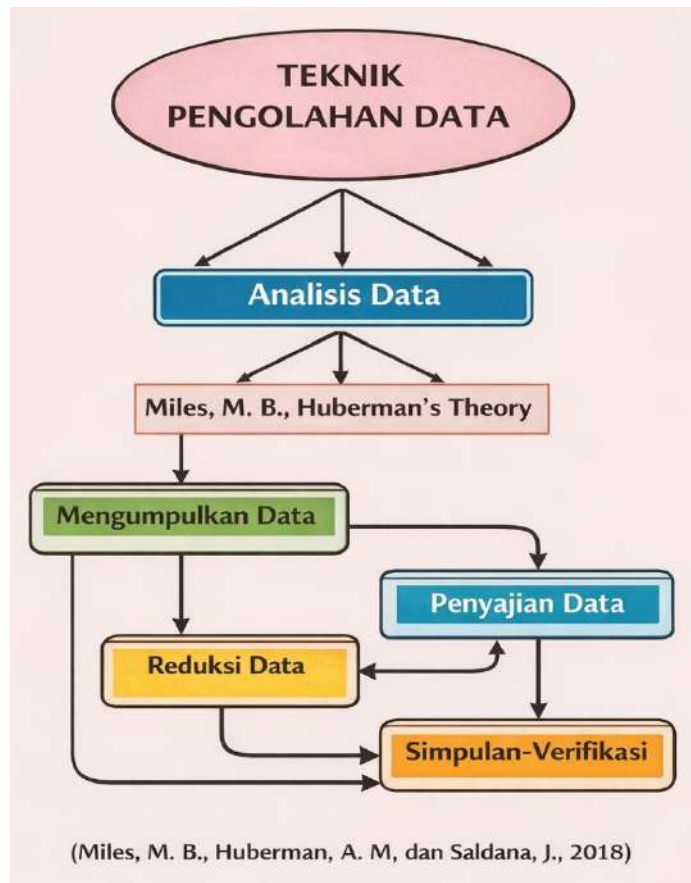 TEKNIK
PENGOLAHAN DATA
Analisis Data
Miles, M. B., Huberman's Theory
Mengumpulkan Data
Penyajian Data
Reduksi Data
Simpulan-Verifikasi
(Miles, M. B., Huberman, A. M, dan Saldana, J., 2018)